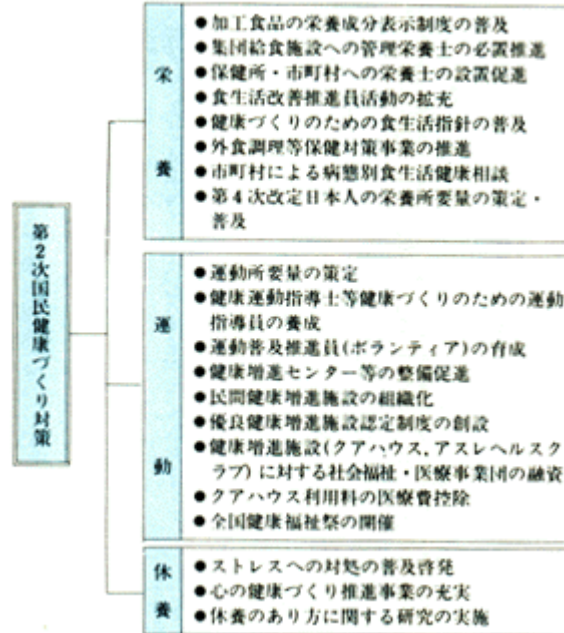 第2次国民健康づくり対策
栄養
●加工食品の栄養成分表示制度の普及
●集団給食施設への管理栄養士の必置推進
●保健所・市町村への栄養士の設置促進
●食生活改善推進員活動の拡充
●健康づくりのための食生活指針の普及
●外食調理等保健対策事業の推進
●市町村による病態別食生活健康相談
●第4次改定日本人の栄養所要量の策定・
普及
運動
●運動所要量の策定
●健康運動指導士等健康づくりのための運動
指導員の養成
●運動普及推進員(ボランティア)の育成
●健康増進センター等の整備促進
●民間健康増進施設の組織化
●優良健康増進施設認定制度の創設
●健康増進施設(クアハウス,アスレヘルスク
ラブ)に対する社会福祉・医療事業団の融資
●クアハウス利用料の医療費控除
●全国健康福祉祭の開催
休養
●ストレスへの対処の普及啓発
●心の健康づくり推進事業の充実
●休養のあり方に関する研究の実施